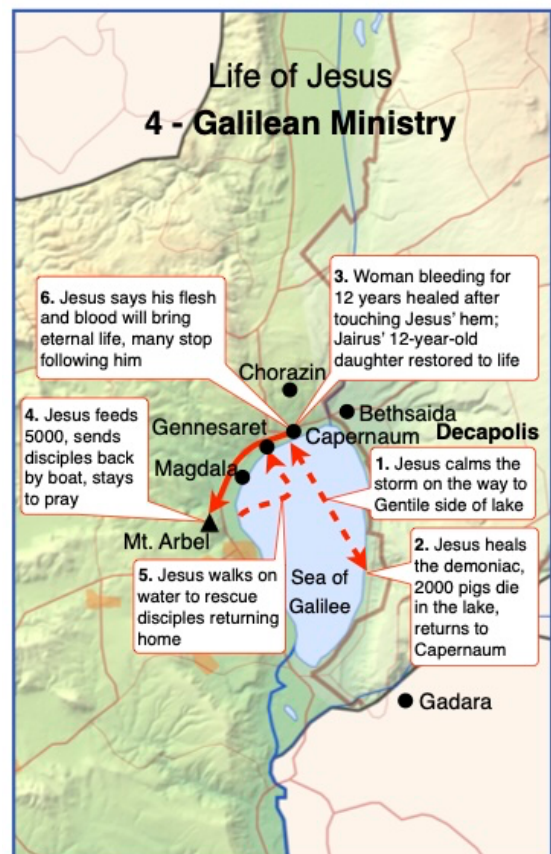 Life of Jesus
4 - Galilean Ministry
6. Jesus says his flesh
and blood will bring
eternal life, many stop
following him
3. Woman bleeding for
12 years healed after
touching Jesus' hem;
Jairus' 12-year-old
daughter restored to life
Chorazin
4. Jesus feeds
5000, sends
disciples back
by boat, stays
to pray
Gennesaret
Bethsaida
Capernaum
Decapolis
Magdala
1. Jesus calms the
storm on the way to
Gentile side of lake
Mt. Arbel
2. Jesus heals
the demoniac,
2000 pigs die
in the lake,
returns to
Capernaum
5. Jesus walks on
water to rescue
disciples returning
home
Sea of
Galilee
Gadara